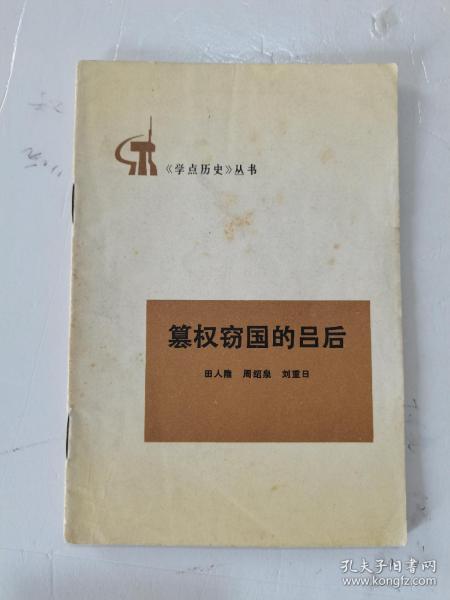 《学点历史》丛书
篡权窃国的吕后
田人隆 周绍泉 刘重日
孔夫子旧书网
www.kongfz.com